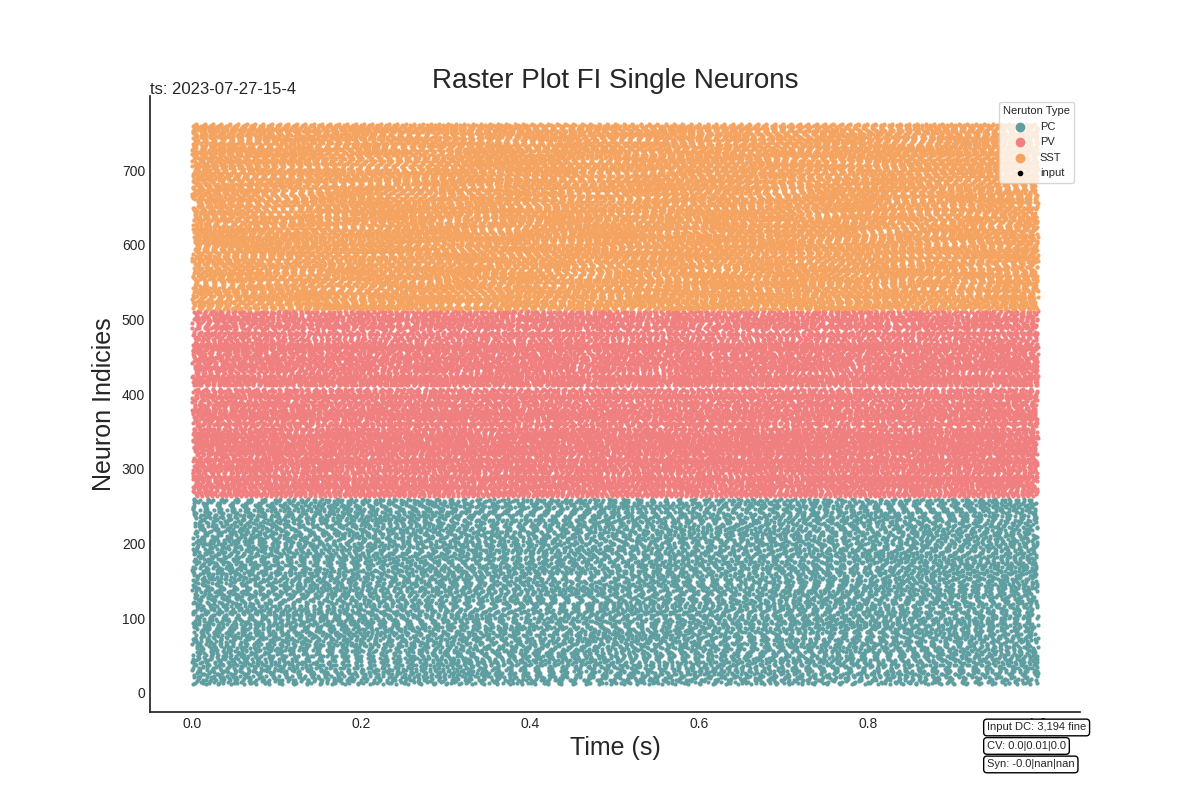 Raster Plot FI Single Neurons
ts: 2023-07-27-15-4
Neruton Type
PC
PV
SST
input
Neuron Indicies
700
600
500
400
300
200
100
0
0.0 0.2 0.4 0.6 0.8
Time (s)
Input DC: 3,194 fine
CV: 0.0|0.01|0.0
Syn: -0.0|nan|nan